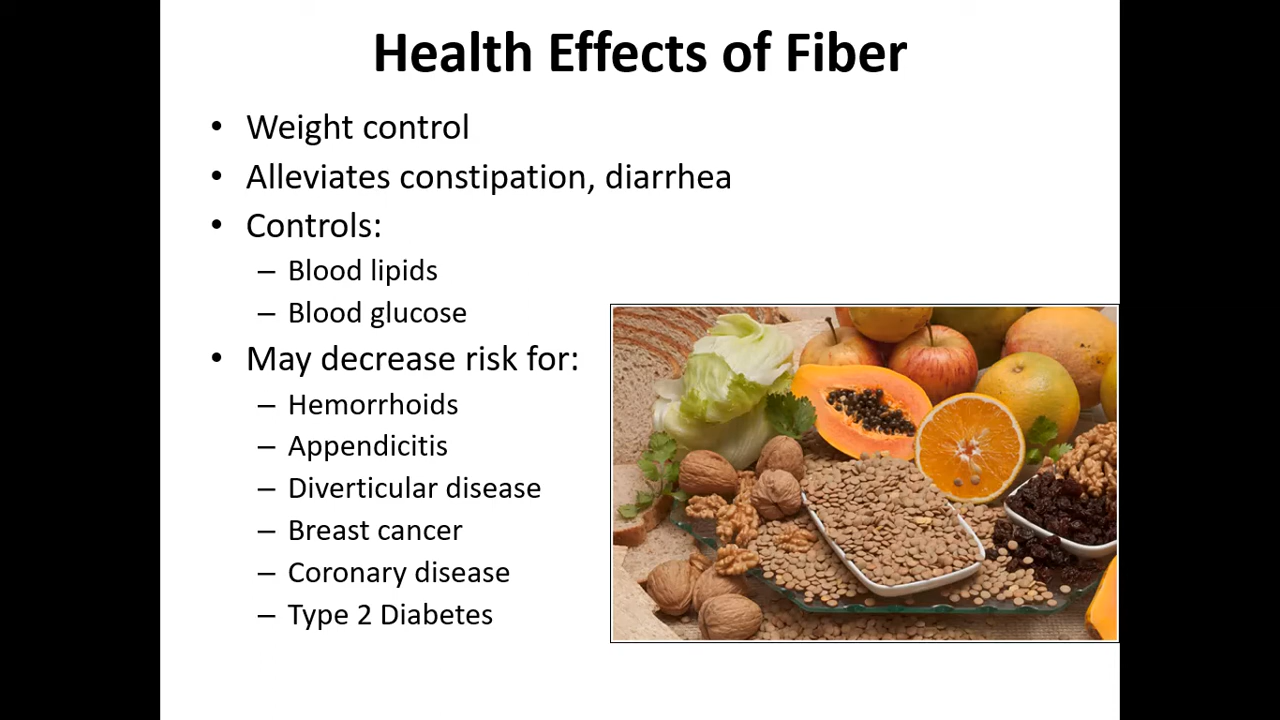 Health Effects of Fiber
• Weight control
• Alleviates constipation, diarrhea
• Controls:
– Blood lipids
– Blood glucose
• May decrease risk for:
– Hemorrhoids
– Appendicitis
– Diverticular disease
– Breast cancer
– Coronary disease
– Type 2 Diabetes